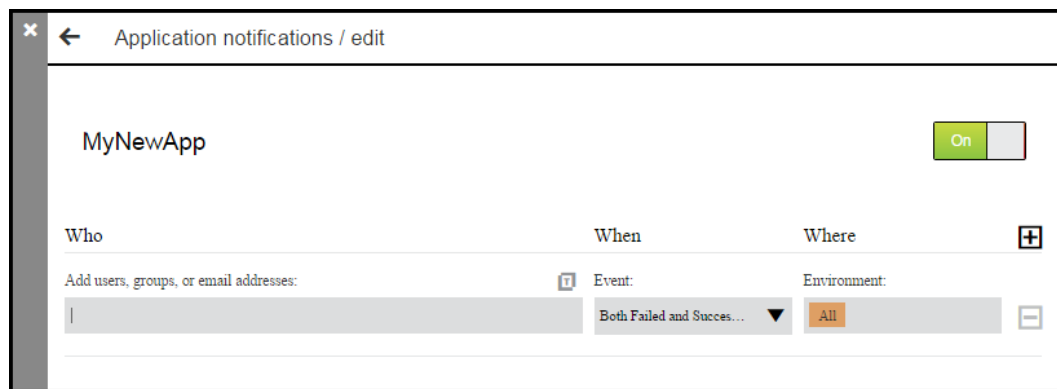 Application notifications / edit
MyNewApp
On
Who When Where
Add users, groups, or email addresses: T Event: Environment:
Both Failed and Succes... All